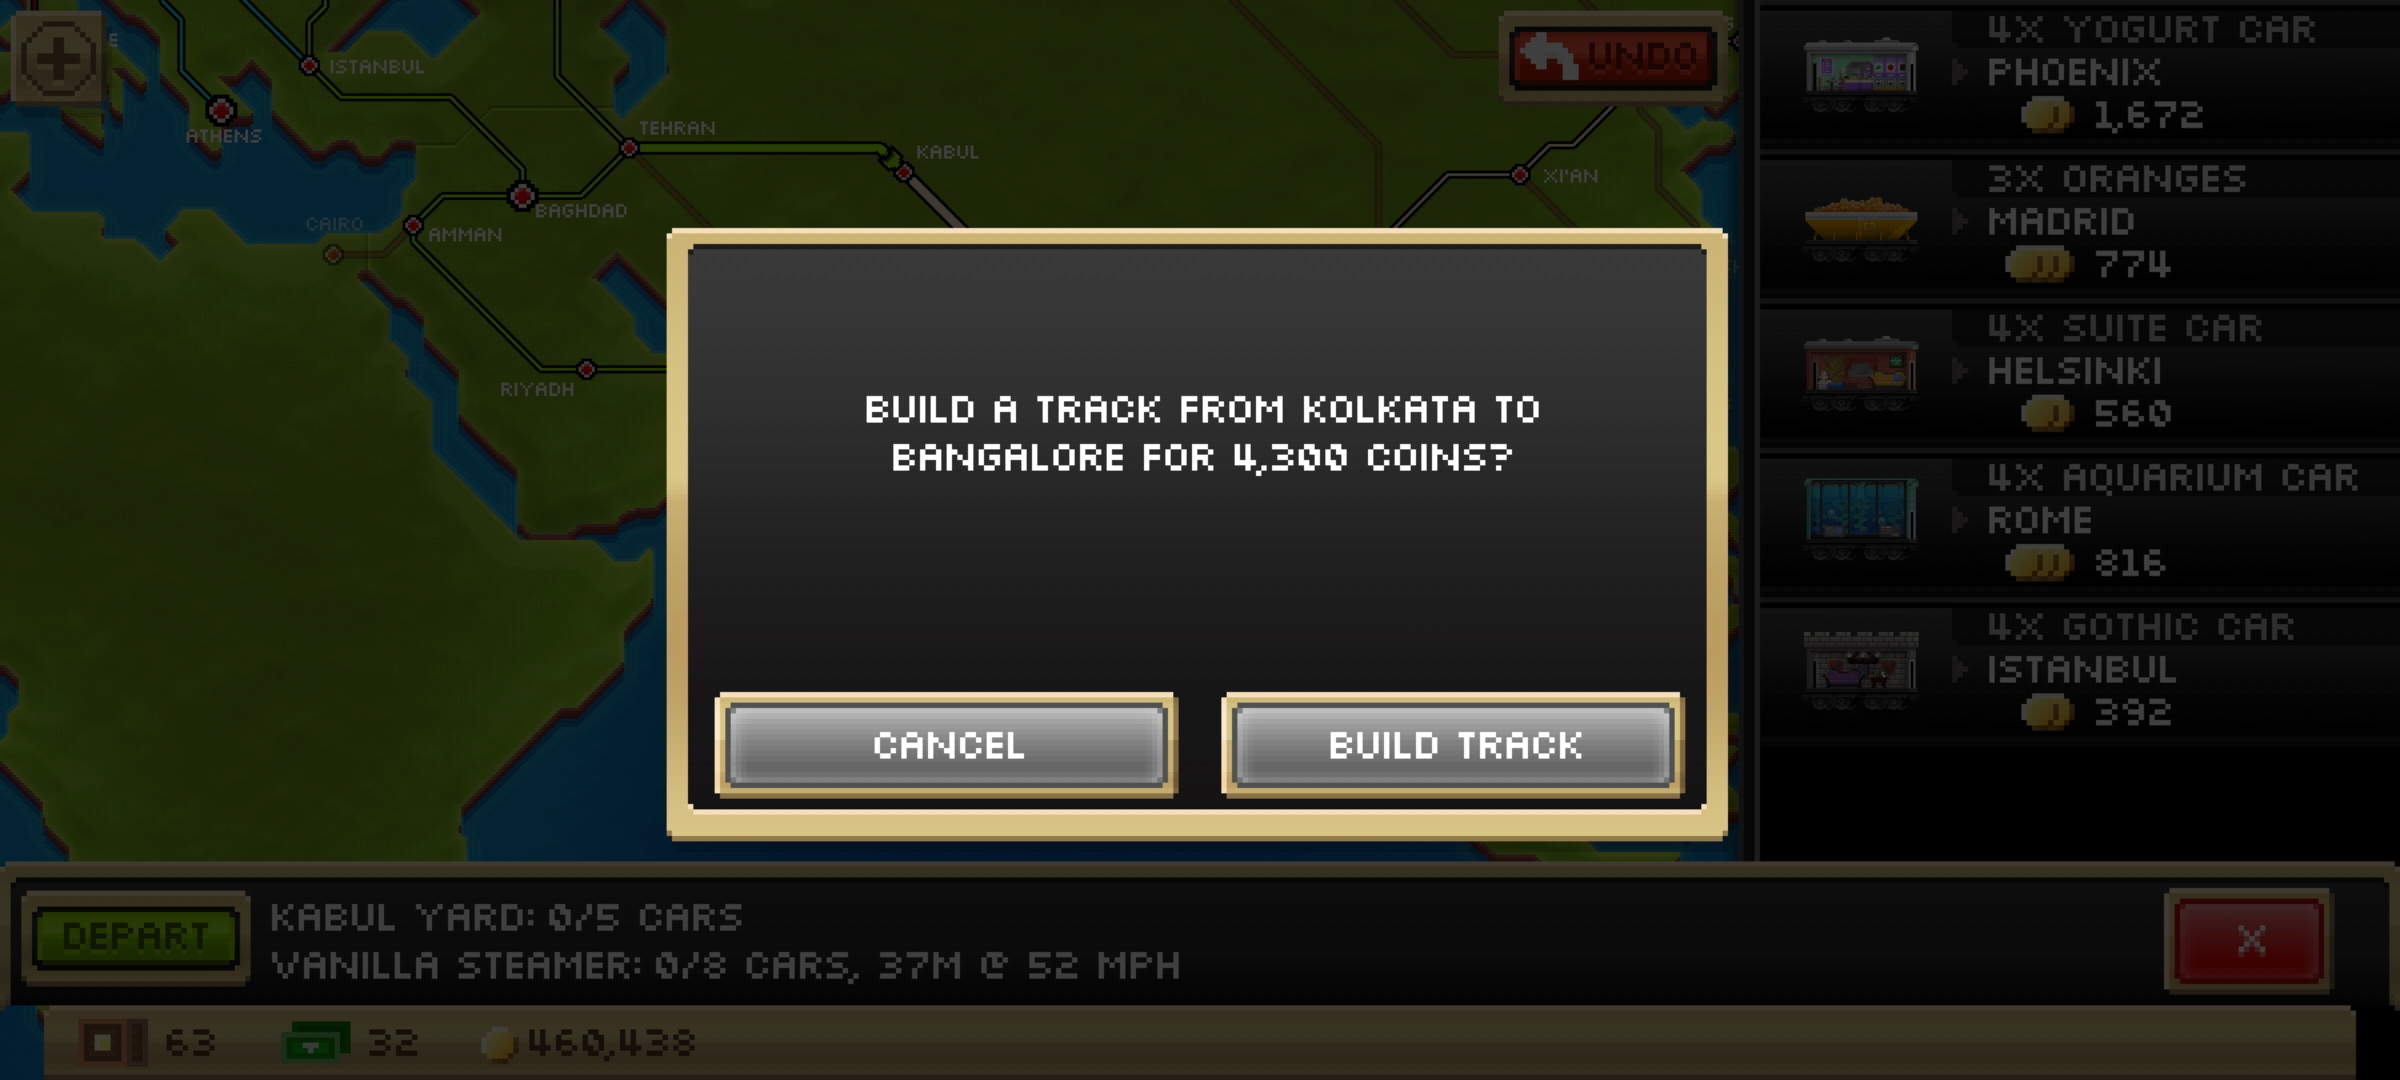 E
ISTANBUL
UNDO
ATHENS
TEHRAN
KABUL
XI'AN
CAIRO
BAGHDAD
AMMAN
RIYADH
BUILD A TRACK FROM KOLKATA TO
BANGALORE FOR 4,300 COINS?
CANCEL
BUILD TRACK
4X YOGURT CAR
PHOENIX
1,672
3X ORANGES
MADRID
774
4X SUITE CAR
HELSINKI
560
4X AQUARIUM CAR
ROME
816
4X GOTHIC CAR
ISTANBUL
392
DEPART
KABUL YARD: 0/5 CARS
VANILLA STEAMER: 0/8 CARS, 37M @ 52 MPH
X
63
32
460,438